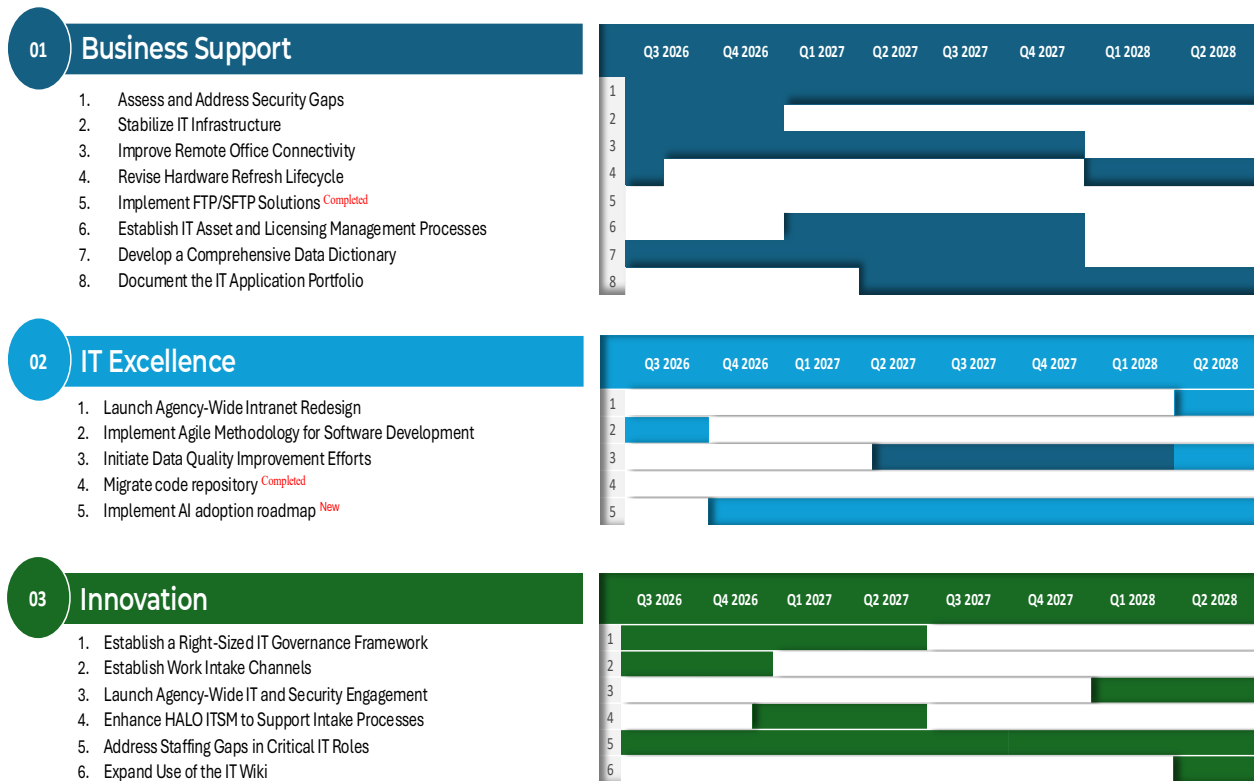 01 Business Support
Q3 2026 Q4 2026 Q1 2027 Q2 2027 Q3 2027 Q4 2027 Q1 2028 Q2 2028
1. Assess and Address Security Gaps
2. Stabilize IT Infrastructure
3. Improve Remote Office Connectivity
4. Revise Hardware Refresh Lifecycle
5. Implement FTP/SFTP Solutions Completed
6. Establish IT Asset and Licensing Management Processes
7. Develop a Comprehensive Data Dictionary
8. Document the IT Application Portfolio
1
2
3
4
5
6
7
8
02 IT Excellence
Q3 2026 Q4 2026 Q1 2027 Q2 2027 Q3 2027 Q4 2027 Q1 2028 Q2 2028
1. Launch Agency-Wide Intranet Redesign
2. Implement Agile Methodology for Software Development
3. Initiate Data Quality Improvement Efforts
4. Migrate code repository Completed
5. Implement AI adoption roadmap New
1
2
3
4
5
03 Innovation
Q3 2026 Q4 2026 Q1 2027 Q2 2027 Q3 2027 Q4 2027 Q1 2028 Q2 2028
1. Establish a Right-Sized IT Governance Framework
2. Establish Work Intake Channels
3. Launch Agency-Wide IT and Security Engagement
4. Enhance HALO ITSM to Support Intake Processes
5. Address Staffing Gaps in Critical IT Roles
6. Expand Use of the IT Wiki
1
2
3
4
5
6